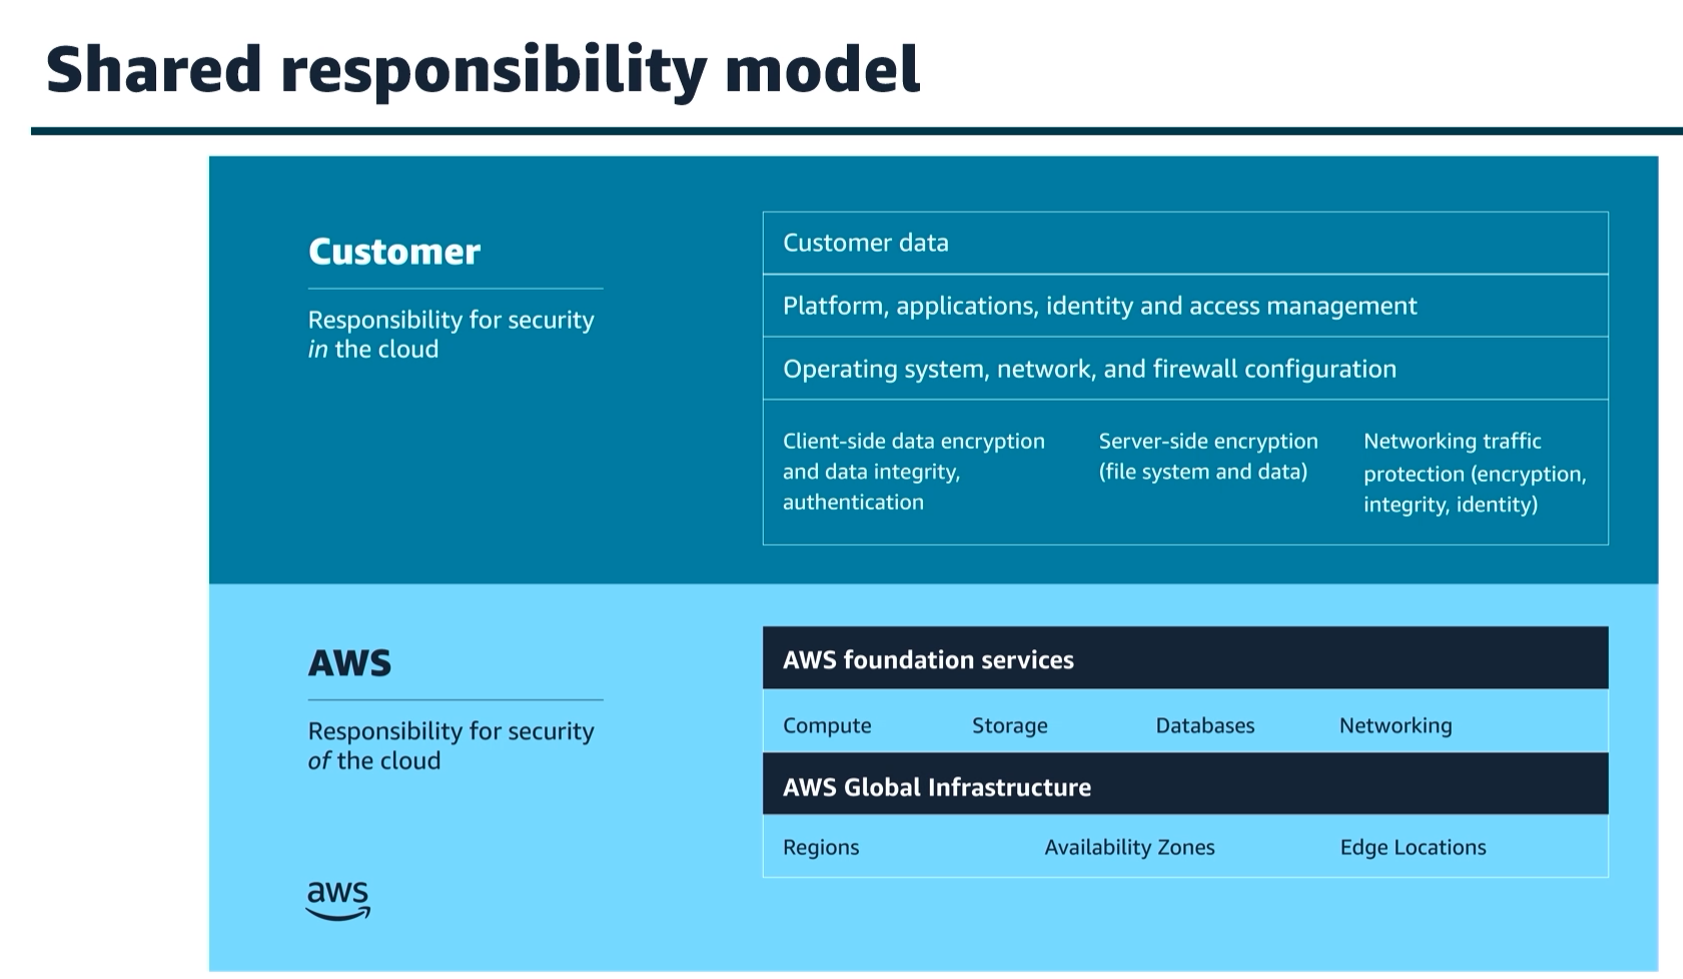 Shared responsibility model
Customer
Responsibility for security
in the cloud
Customer data
Platform, applications, identity and access management
Operating system, network, and firewall configuration
Client-side data encryption
and data integrity,
authentication
Server-side encryption
(file system and data)
Networking traffic
protection (encryption,
integrity, identity)
AWS
Responsibility for security
of the cloud
aws
AWS foundation services
Compute Storage Databases Networking
AWS Global Infrastructure
Regions Availability Zones Edge Locations